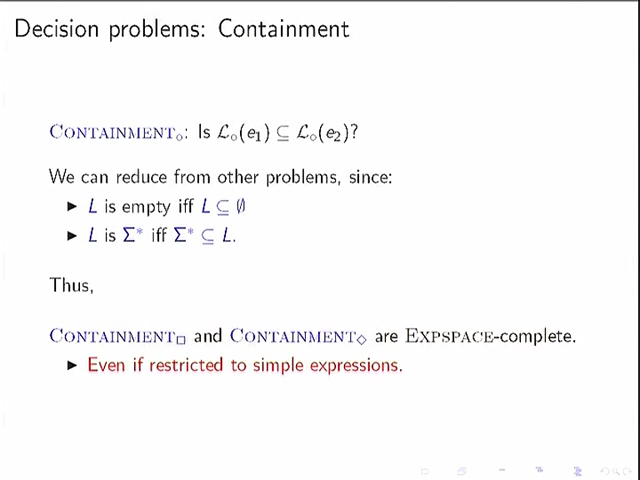 Decision problems: Containment
CONTAINMENT○: Is ℒ○(e₁) ⊆ ℒ○(e₂)?
We can reduce from other problems, since:
▶ L is empty iff L ⊆ ∅
▶ L is Σ* iff Σ* ⊆ L.
Thus,
CONTAINMENT□ and CONTAINMENT◇ are EXPSPACE-complete.
▶ Even if restricted to simple expressions.